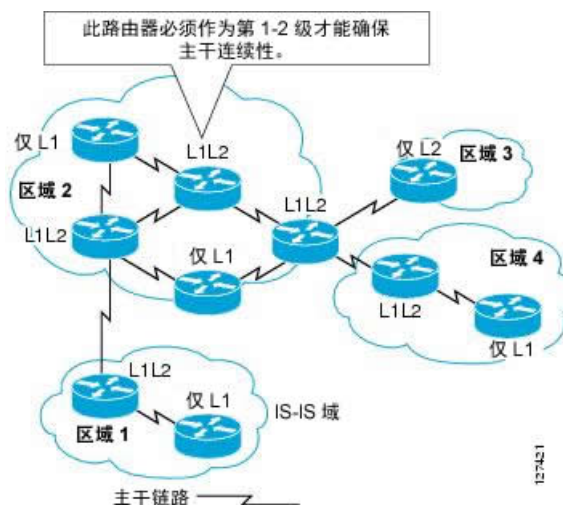 此路由器必须作为第 1-2 级才能确保
主干连续性。
仅 L1
L1L2
仅 L2
区域 3
区域 2
L1L2
L1L2
区域 4
仅 L1
L1L2
仅 L1
L1L2
仅 L1
IS-IS 域
区域 1
主干链路
127421